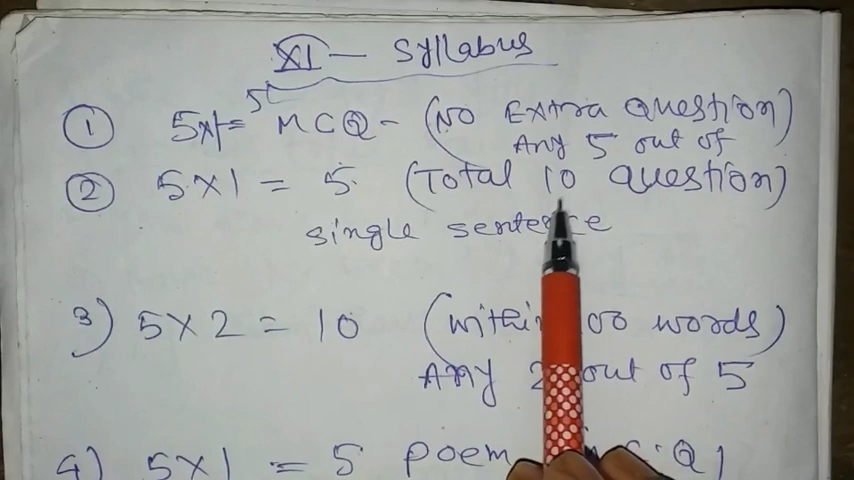 XI — Syllabus
① 5x1=5 MCQ - (No Extra Question)
② 5x1 = 5 (Total Any 5 out of 10 Question)
single sentence
3) 5x2 = 10 (within 00 words)
Any 2 out of 5
4) 5x1 = 5 Poem